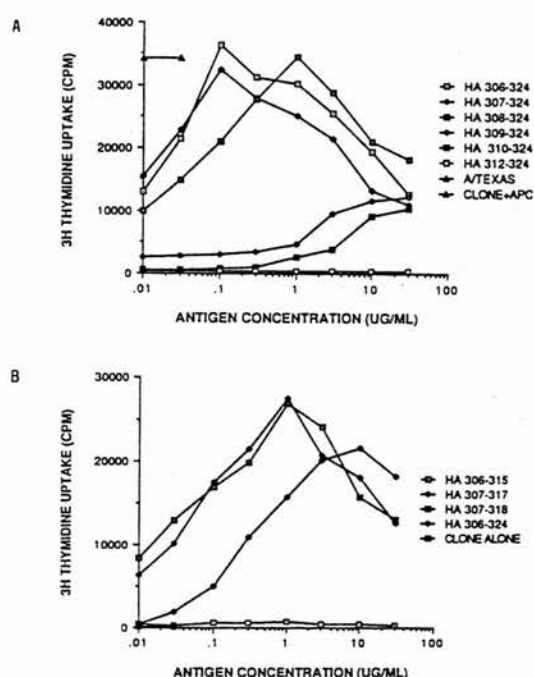 A
40000
30000
20000
10000
0
3H THYMIDINE UPTAKE (CPM)
.01 .1 1 10 100
ANTIGEN CONCENTRATION (UG/ML)
HA 306-324
HA 307-324
HA 308-324
HA 309-324
HA 310-324
HA 312-324
A/TEXAS
CLONE+APC
B
30000
20000
10000
0
3H THYMIDINE UPTAKE (CPM)
.01 .1 1 10 100
ANTIGEN CONCENTRATION (UG/ML)
HA 306-315
HA 307-317
HA 307-318
HA 306-324
CLONE ALONE